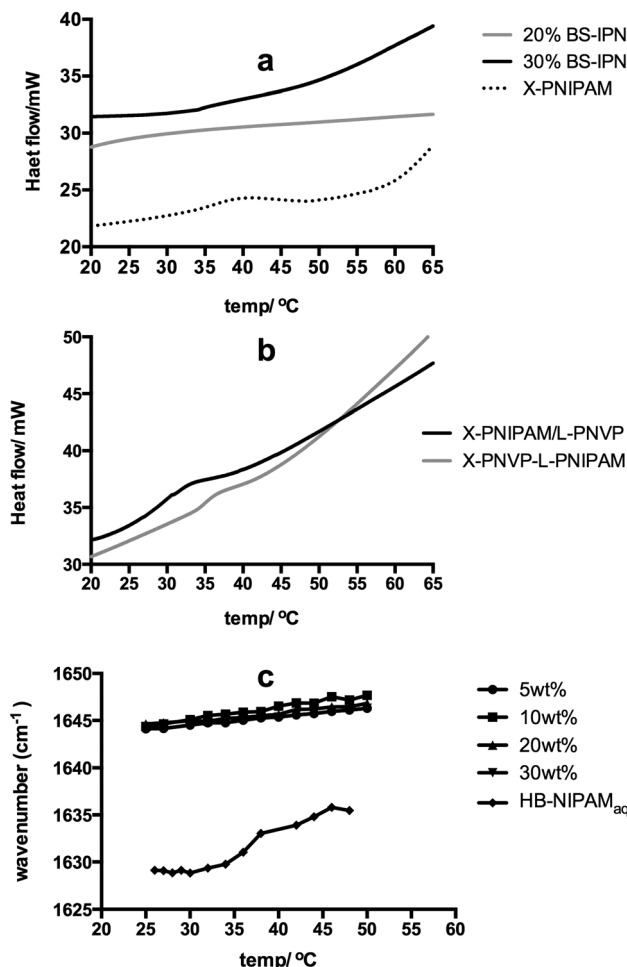 a
20% BS-IPN
30% BS-IPN
X-PNIPAM
Haet flow/mW
40
35
30
25
20
20 25 30 35 40 45 50 55 60 65
temp/ ºC
b
X-PNIPAM/L-PNVP
X-PNVP-L-PNIPAM
Heat flow/ mW
50
45
40
35
30
20 25 30 35 40 45 50 55 60 65
temp/ ºC
c
5wt%
10wt%
20wt%
30wt%
HB-NIPAMaq
wavenumber (cm-1 )
1650
1645
1640
1635
1630
1625
20 25 30 35 40 45 50 55 60
temp/ ºC